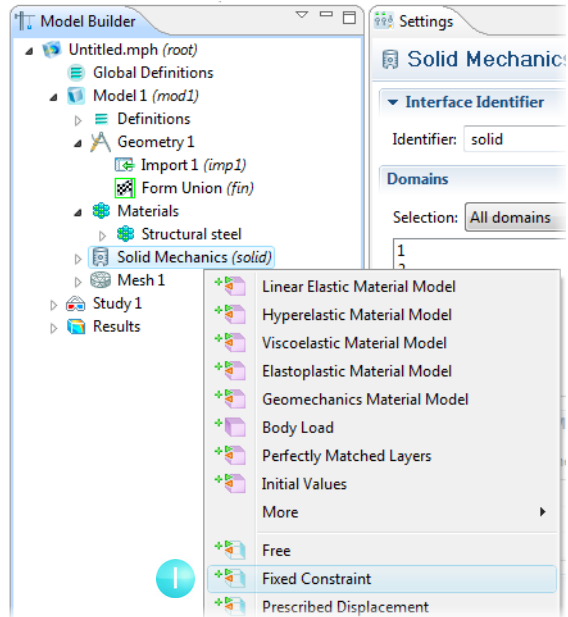 Model Builder
Untitled.mph (root)
Global Definitions
Model 1 (mod1)
Definitions
Geometry 1
Import 1 (imp1)
Form Union (fin)
Materials
Structural steel
Solid Mechanics (solid)
Mesh 1
Study 1
Results
Settings
Solid Mechanics
Interface Identifier
Identifier: solid
Domains
Selection: All domains
1
Linear Elastic Material Model
Hyperelastic Material Model
Viscoelastic Material Model
Elastoplastic Material Model
Geomechanics Material Model
Body Load
Perfectly Matched Layers
Initial Values
More
Free
1
Fixed Constraint
Prescribed Displacement